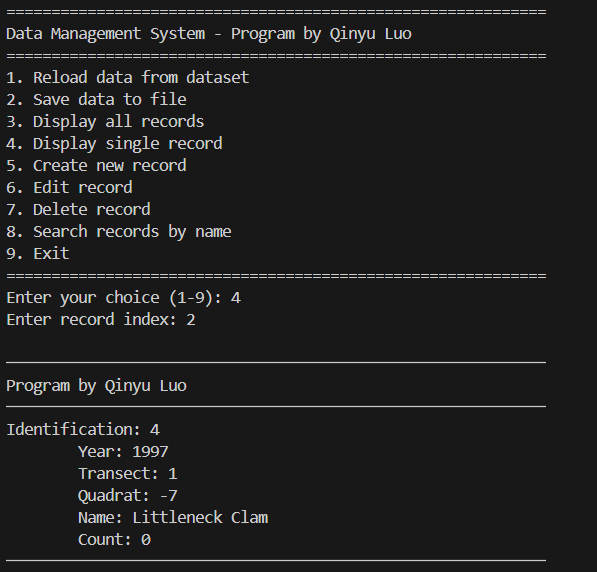 ============================================================
Data Management System - Program by Qinyu Luo
============================================================
1. Reload data from dataset
2. Save data to file
3. Display all records
4. Display single record
5. Create new record
6. Edit record
7. Delete record
8. Search records by name
9. Exit
============================================================
Enter your choice (1-9): 4
Enter record index: 2
────────────────────────────────────────────────────────────
Program by Qinyu Luo
────────────────────────────────────────────────────────────
Identification: 4
        Year: 1997
        Transect: 1
        Quadrat: -7
        Name: Littleneck Clam
        Count: 0
────────────────────────────────────────────────────────────